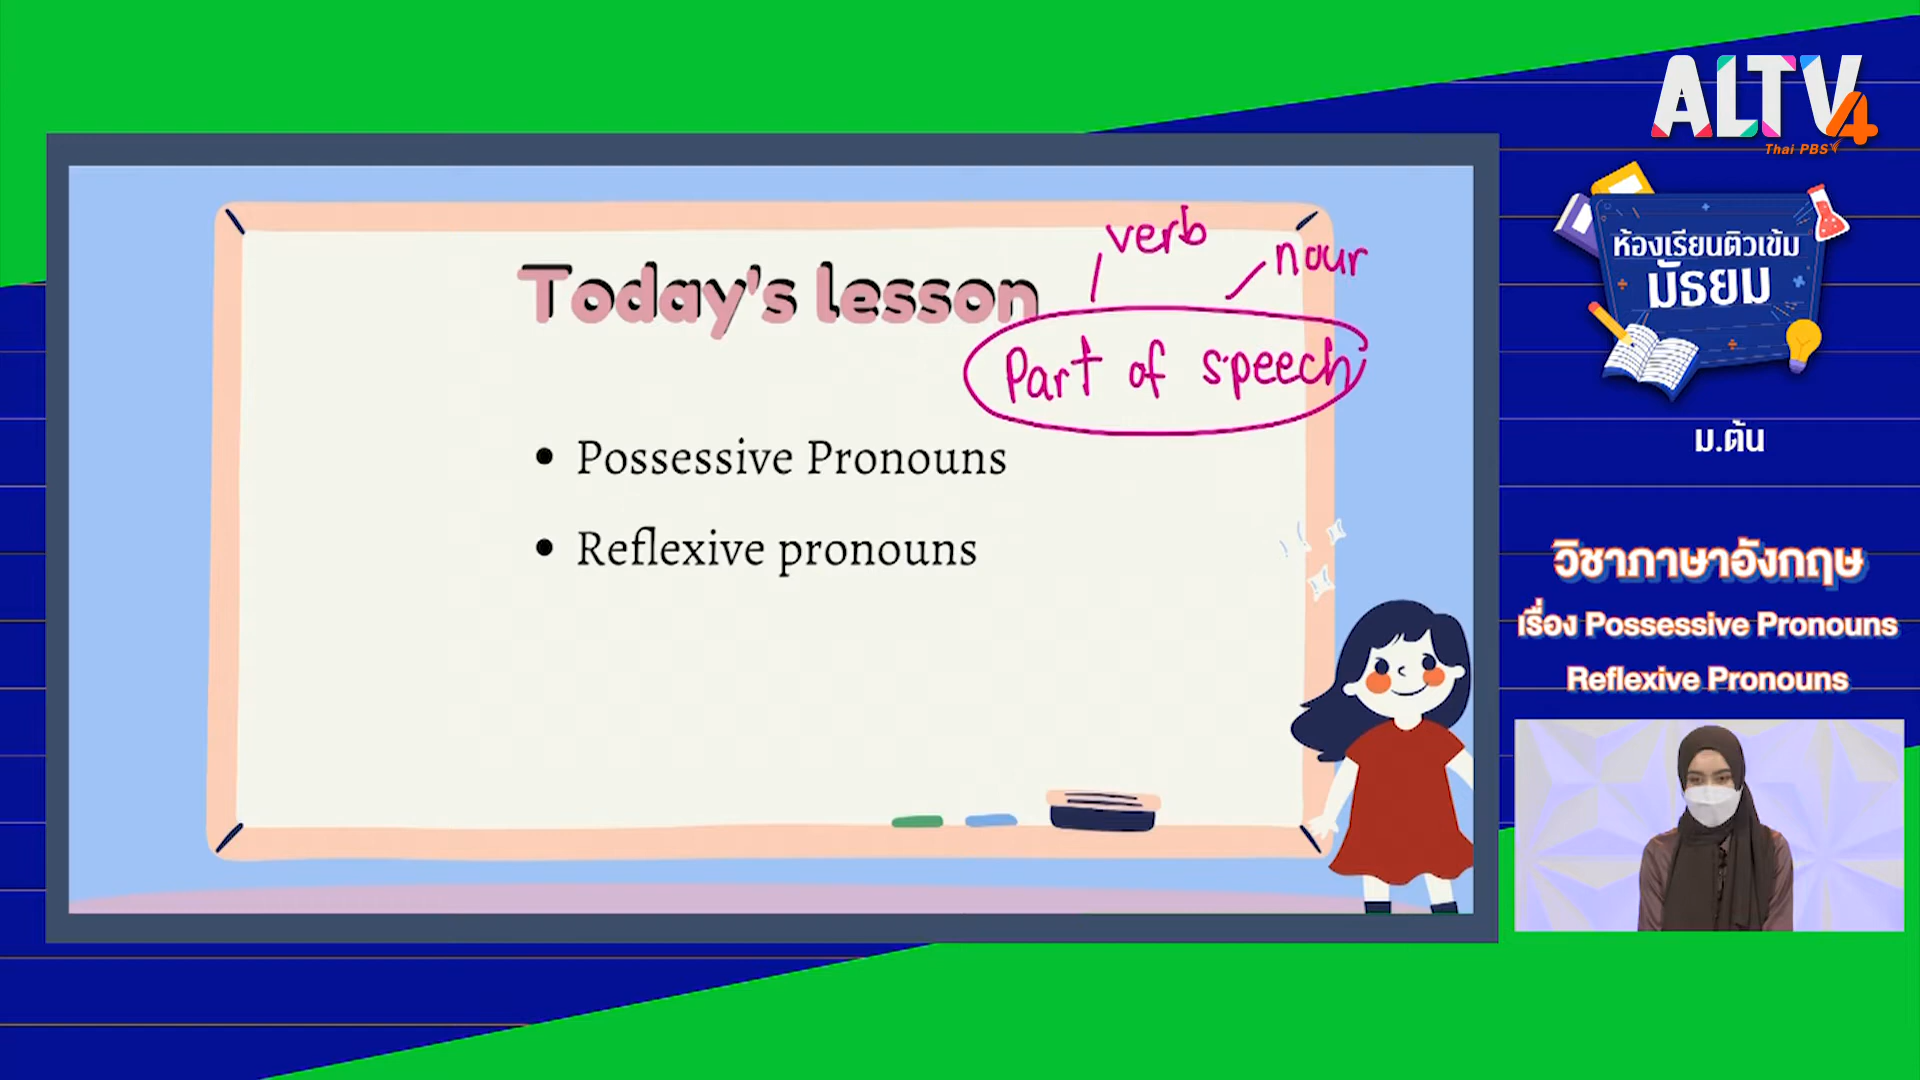 ALTV4
Thai PBS
ห้องเรียนติวเข้ม
มัธยม
ม.ต้น
วิชาภาษาอังกฤษ
เรื่อง Possessive Pronouns
Reflexive Pronouns
verb
noun
Today's lesson
Part of speech
• Possessive Pronouns
• Reflexive pronouns